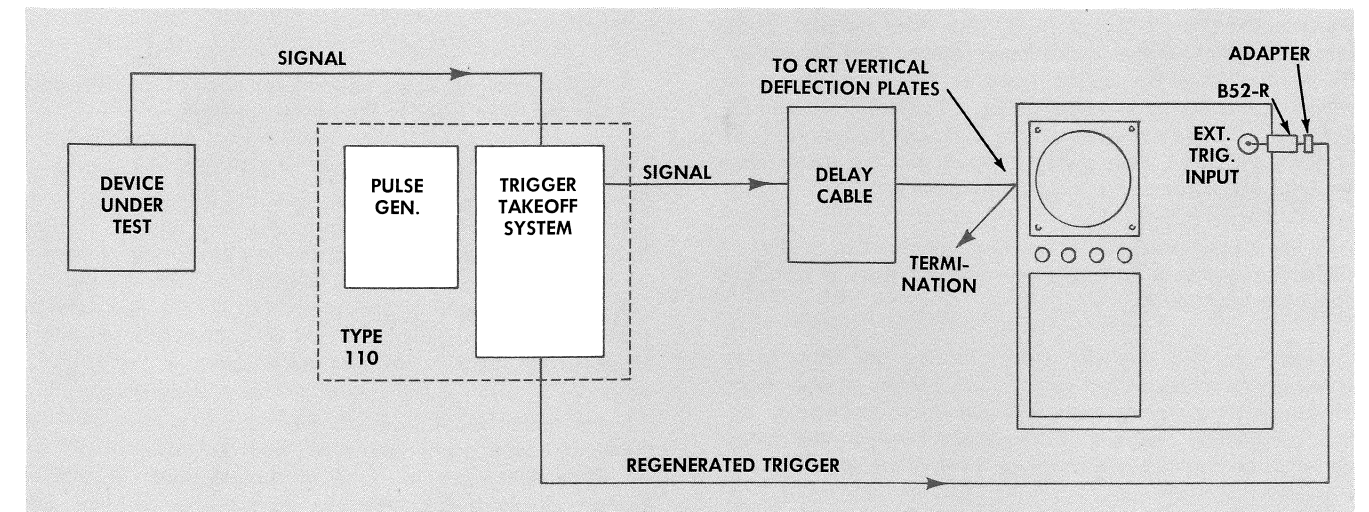 SIGNAL
DEVICE
UNDER
TEST
PULSE
GEN.
TRIGGER
TAKEOFF
SYSTEM
TYPE
110
SIGNAL
DELAY
CABLE
TO CRT VERTICAL
DEFLECTION PLATES
TERMI-
NATION
ADAPTER
B52-R
EXT.
TRIG.
INPUT
REGENERATED TRIGGER